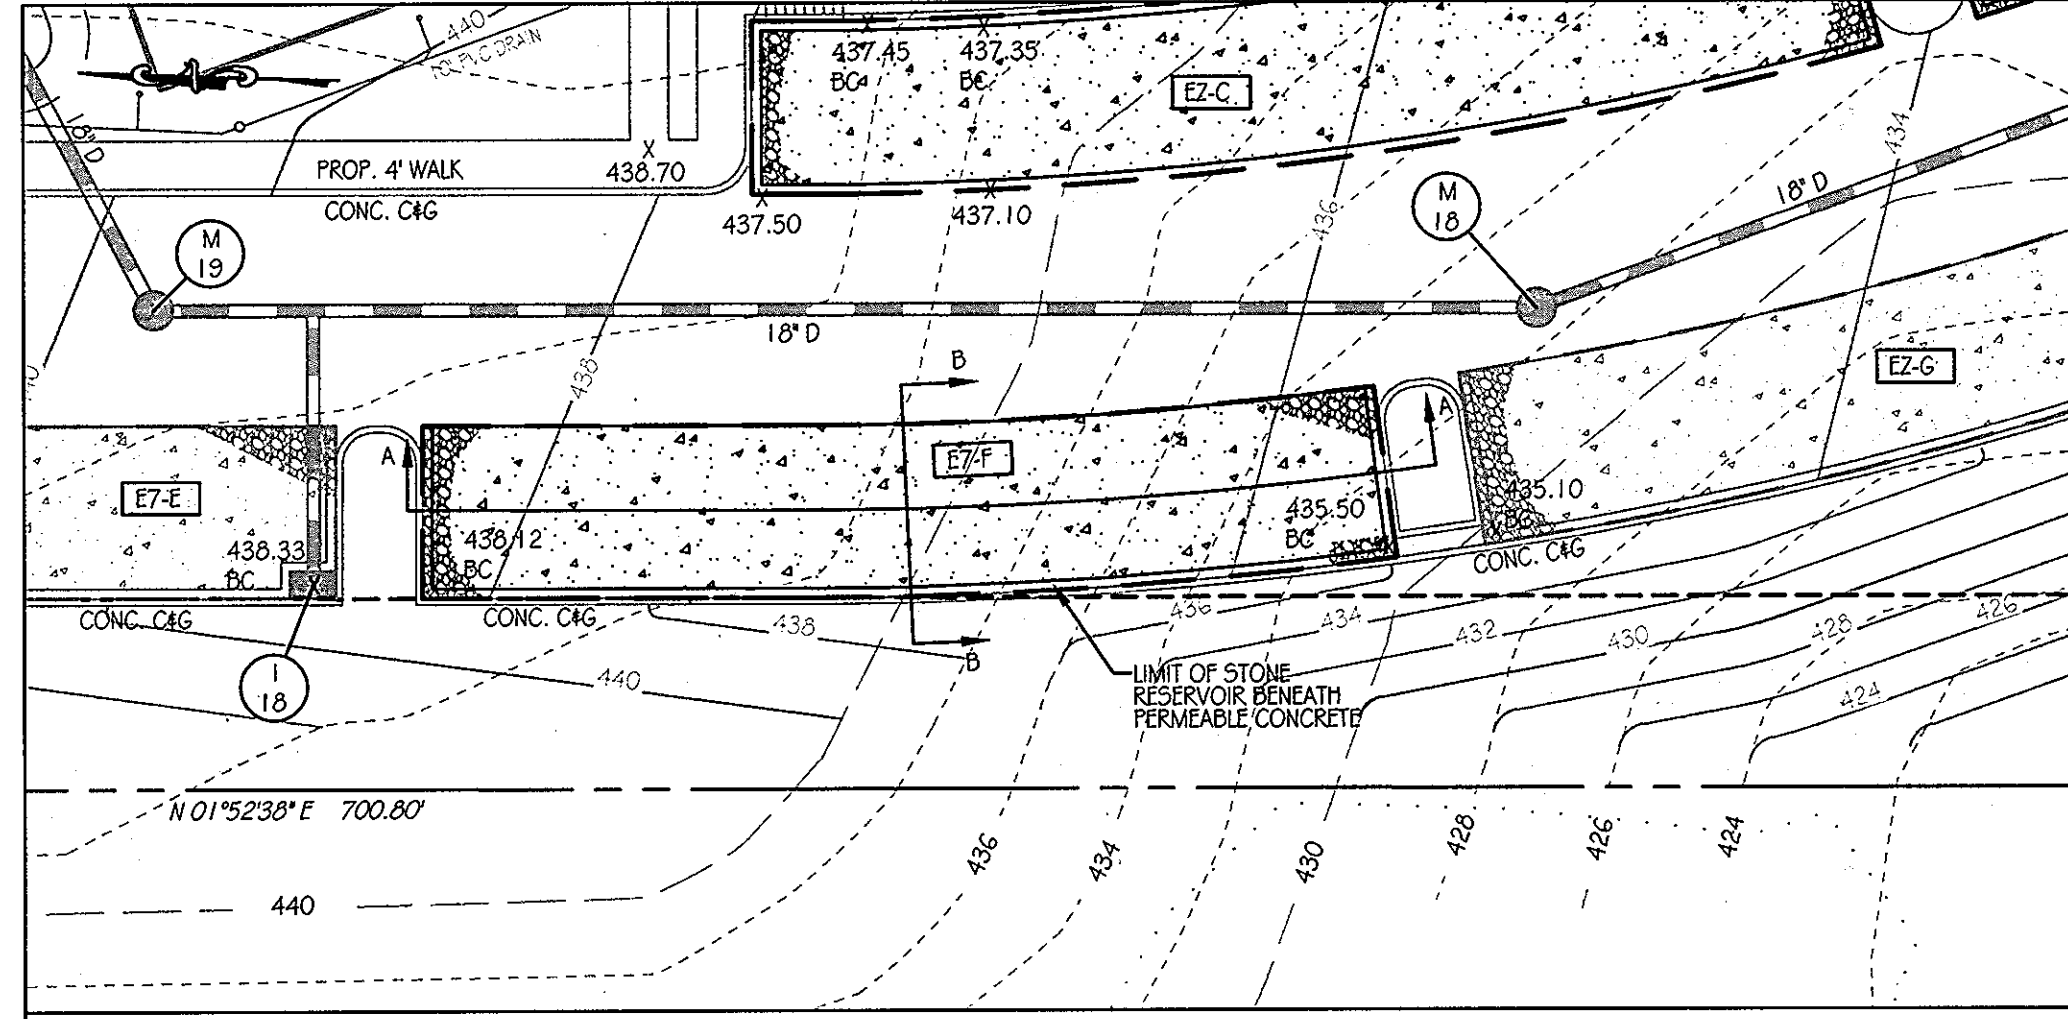 440
PVC DRAIN
437.45
BC
437.35
BC
EZ-C
434
8" D
PROP. 4' WALK
438.70
CONC. C&G
437.50
437.10
436
M
18
18" D
M
19
18" D
438
B
EZ-G
A
A
E7-E
E7-F
438.33
BC
438.12
BC
435.50
BC
435.10
BC
CONC. C&G
CONC. C&G
CONC. C&G
438
436
434
432
430
428
426
424
B
440
I
18
LIMIT OF STONE
RESERVOIR BENEATH
PERMEABLE CONCRETE
N 01°52'38" E 700.80'
436
434
430
428
426
424
440